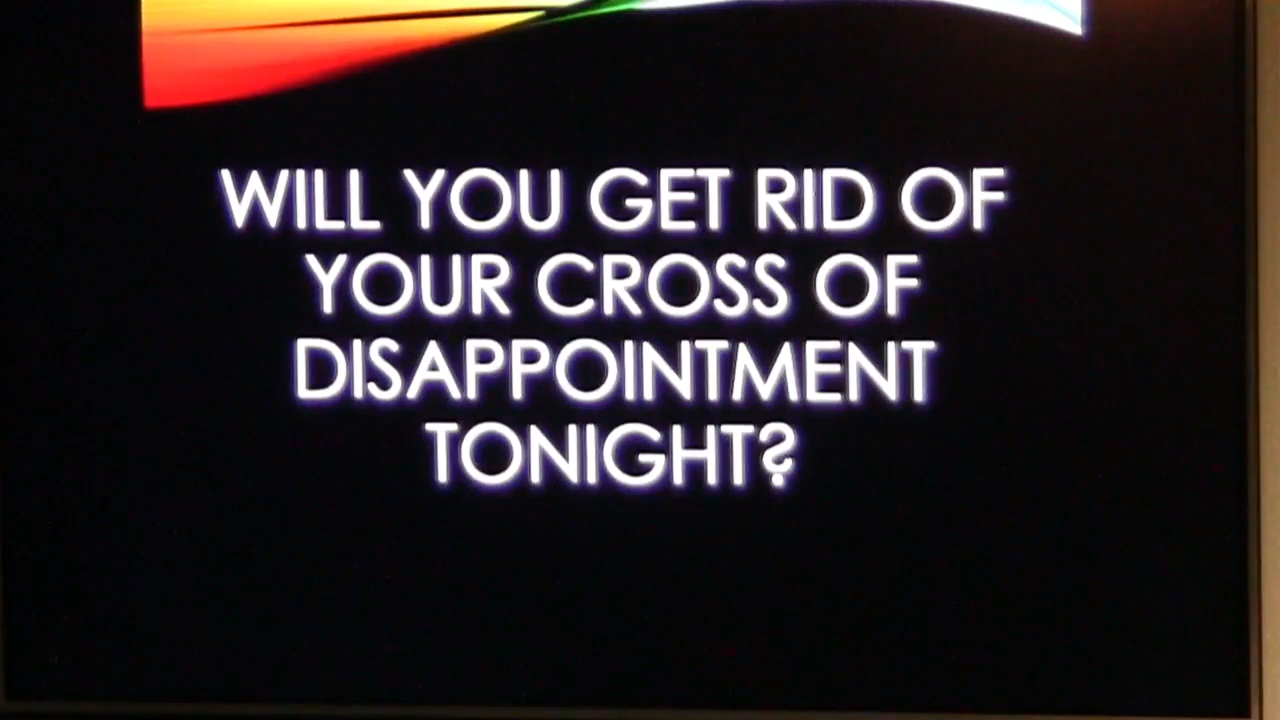 WILL YOU GET RID OF
YOUR CROSS OF
DISAPPOINTMENT
TONIGHT?